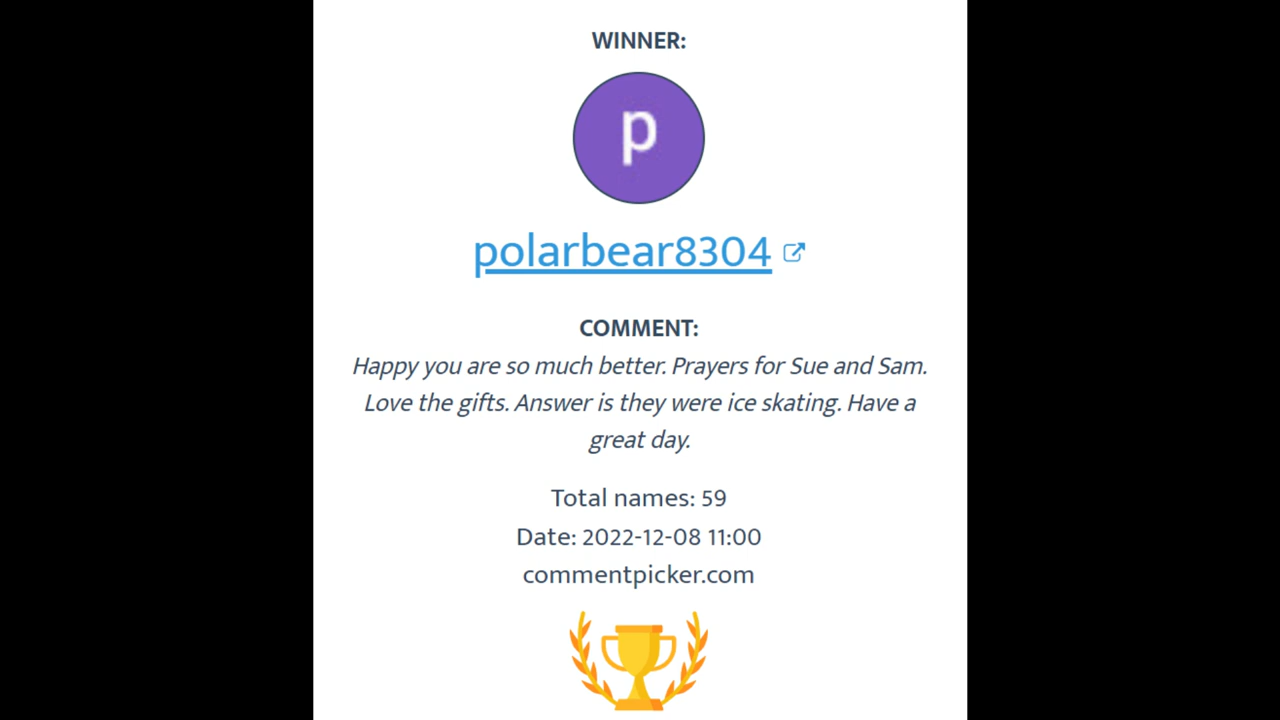 WINNER:
p
polarbear8304
COMMENT:
Happy you are so much better. Prayers for Sue and Sam.
Love the gifts. Answer is they were ice skating. Have a
great day.
Total names: 59
Date: 2022-12-08 11:00
commentpicker.com